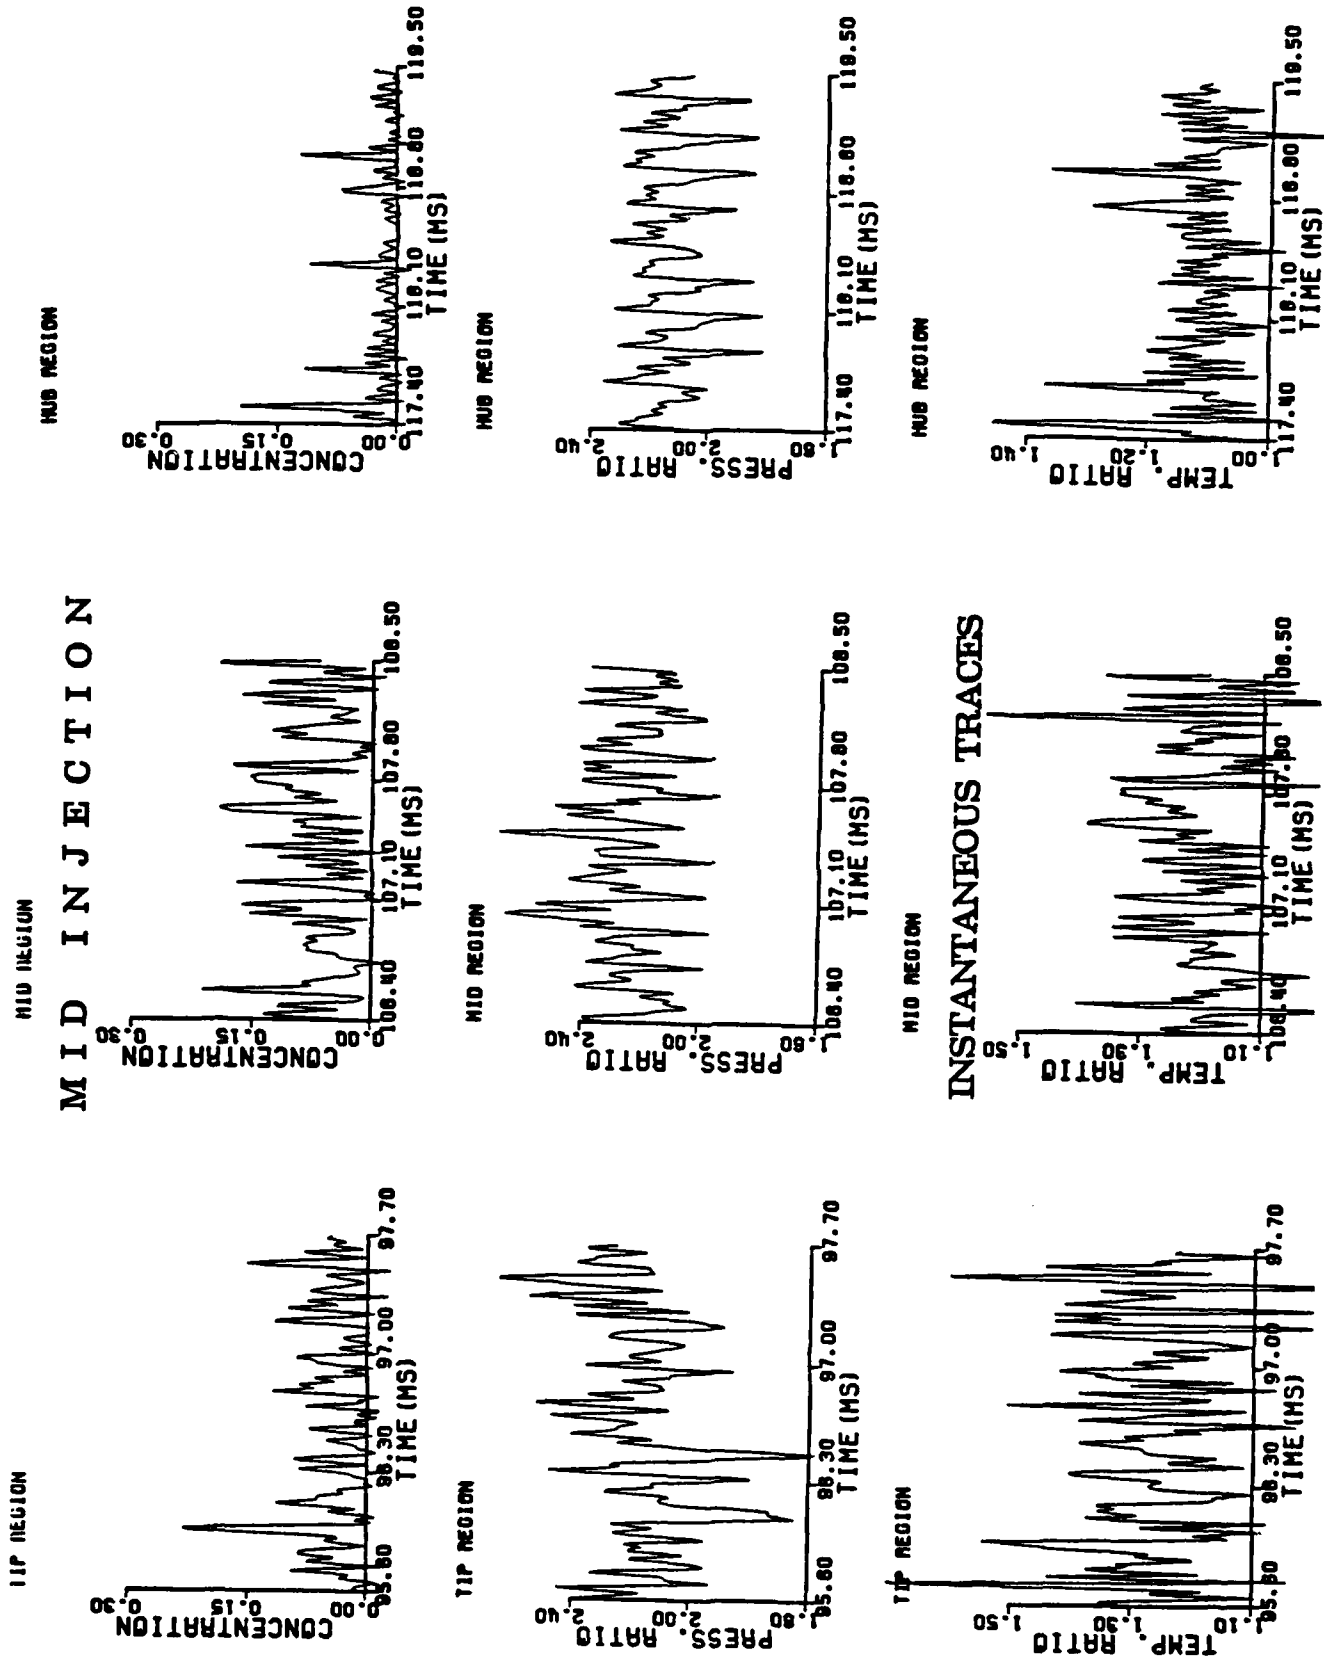 TIP REGION
CONCENTRATION
0.30
0.15
0.00
95.60 96.30 97.00 97.70
TIME (MS)
MID REGION
MID INJECTION
CONCENTRATION
0.30
0.15
0.00
106.40 107.10 107.80 108.50
TIME (MS)
HUB REGION
CONCENTRATION
0.30
0.15
0.00
117.40 118.10 118.80 119.50
TIME (MS)
TIP REGION
PRESS. RATIO
2.40
2.00
1.60
95.60 96.30 97.00 97.70
TIME (MS)
MID REGION
PRESS. RATIO
2.40
2.00
1.60
106.40 107.10 107.80 108.50
TIME (MS)
HUB REGION
PRESS. RATIO
2.40
2.00
1.60
117.40 118.10 118.80 119.50
TIME (MS)
TIP REGION
TEMP. RATIO
1.50
1.30
1.10
95.60 96.30 97.00 97.70
TIME (MS)
MID REGION
INSTANTANEOUS TRACES
TEMP. RATIO
1.50
1.30
1.10
106.40 107.10 107.80 108.50
TIME (MS)
HUB REGION
TEMP. RATIO
1.40
1.20
1.00
117.40 118.10 118.80 119.50
TIME (MS)